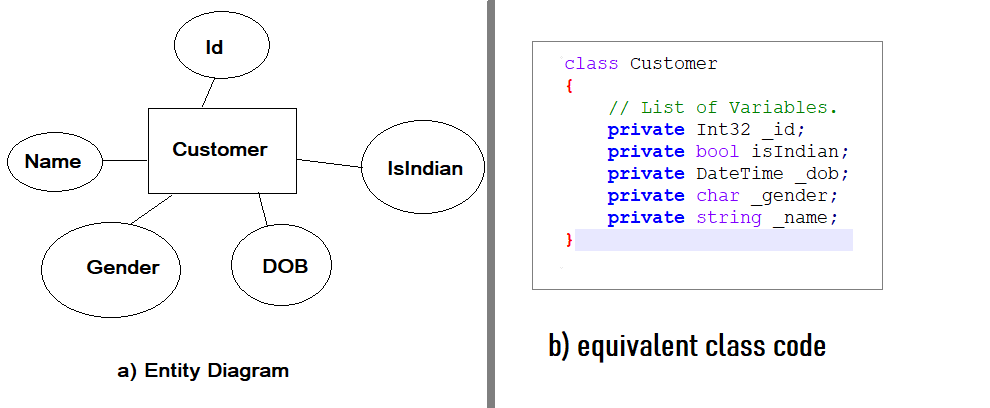 Id
Customer
Name
IsIndian
Gender
DOB
a) Entity Diagram
class Customer
{
// List of Variables.
private Int32 _id;
private bool isIndian;
private DateTime _dob;
private char _gender;
private string _name;
}
b) equivalent class code